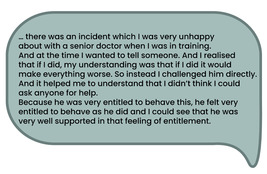 ... there was an incident which I was very unhappy
about with a senior doctor when I was in training.
And at the time I wanted to tell someone. And I realised
that if I did, my understanding was that if I did it would
make everything worse. So instead I challenged him directly.
And it helped me to understand that I didn't think I could
ask anyone for help.
Because he was very entitled to behave this, he felt very
entitled to behave as he did and I could see that he was
very well supported in that feeling of entitlement.